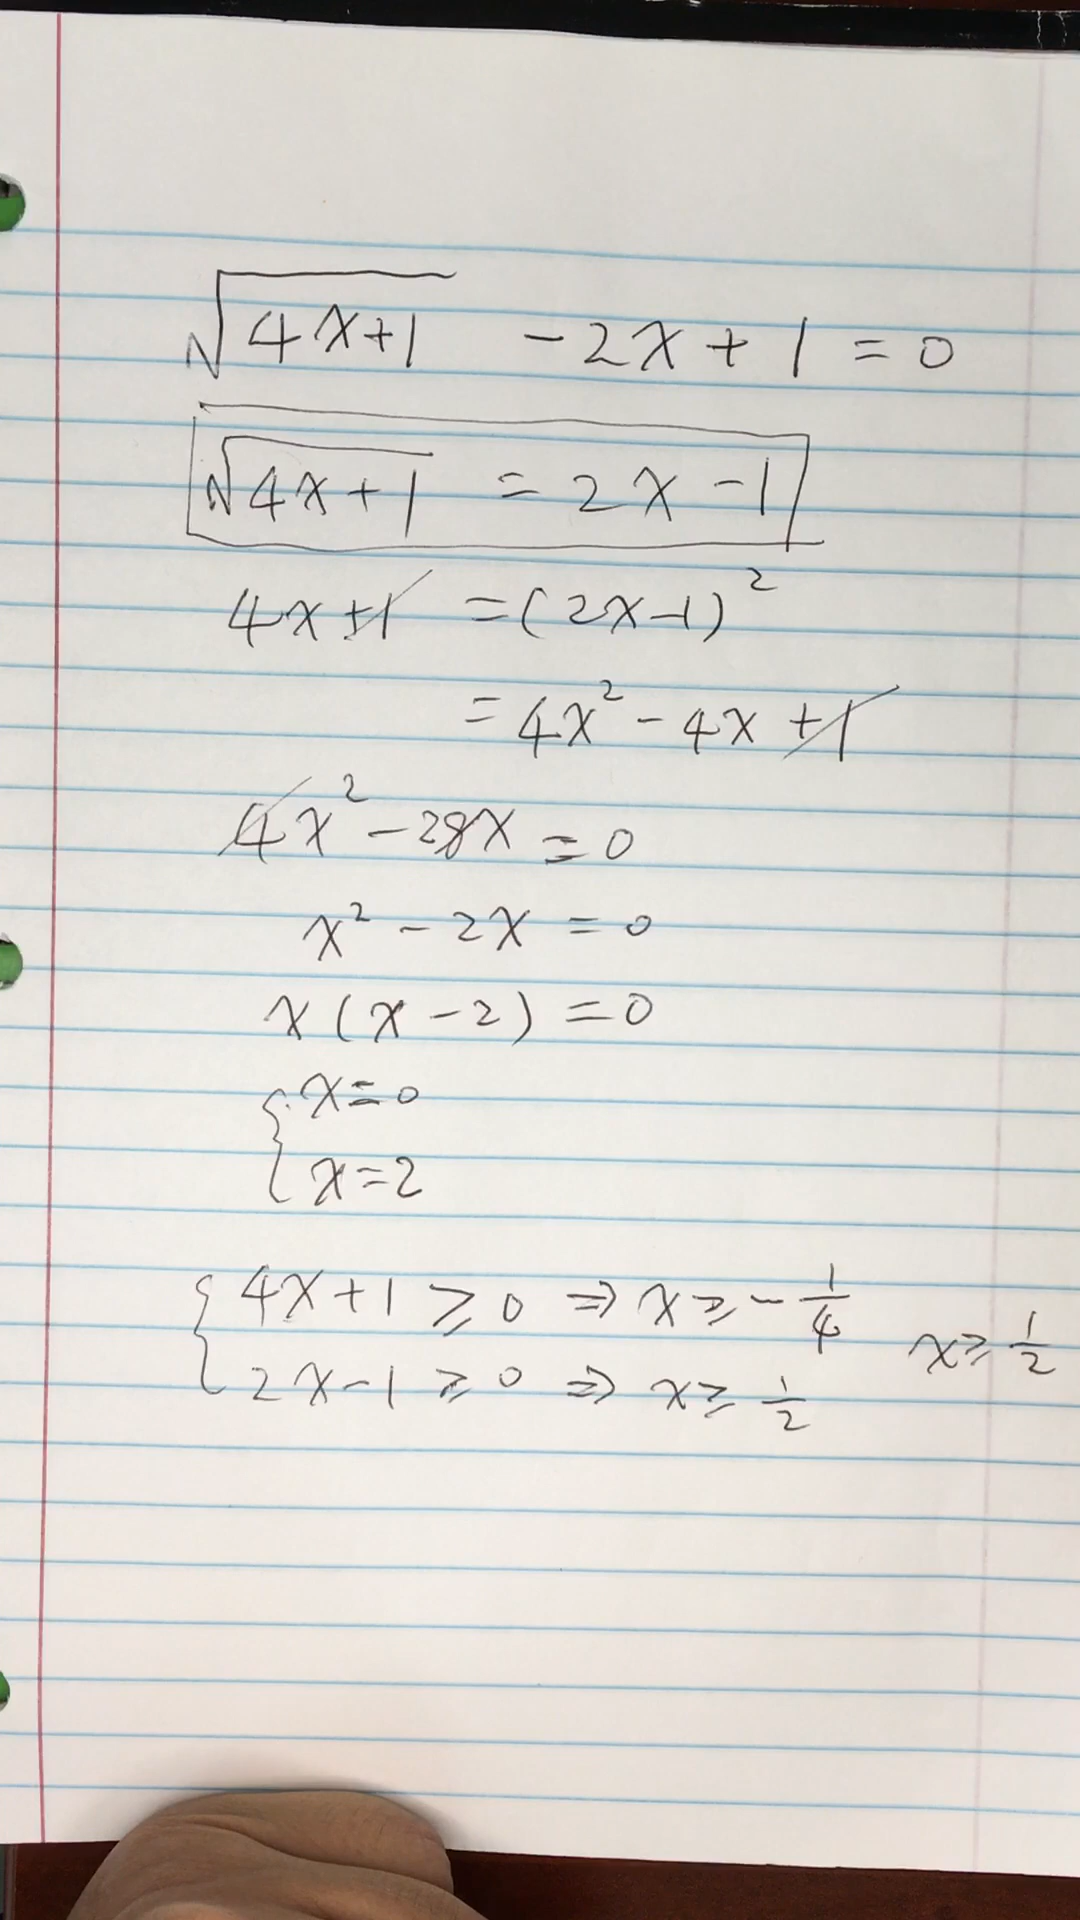 √(4x+1) - 2x + 1 = 0
√(4x+1) = 2x - 1
4x + 1 = (2x - 1)²
= 4x² - 4x + 1
4x² - 28x = 0
x² - 2x = 0
x(x - 2) = 0
{ x = 0
x = 2
{ 4x + 1 ≥ 0 ⇒ x ≥ - 1/4
2x - 1 ≥ 0 ⇒ x ≥ 1/2
x ≥ 1/2